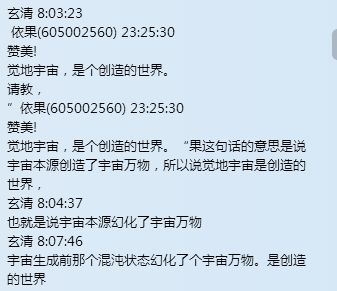 玄清 8:03:23
依果(605002560) 23:25:30
赞美!
觉地宇宙，是个创造的世界。
请教，
”依果(605002560) 23:25:30
赞美!
觉地宇宙，是个创造的世界。“果这句话的意思是说
宇宙本源创造了宇宙万物，所以说觉地宇宙是创造的
世界，
玄清 8:04:37
也就是说宇宙本源幻化了宇宙万物
玄清 8:07:46
宇宙生成前那个混沌状态幻化了个宇宙万物。是创造
的世界